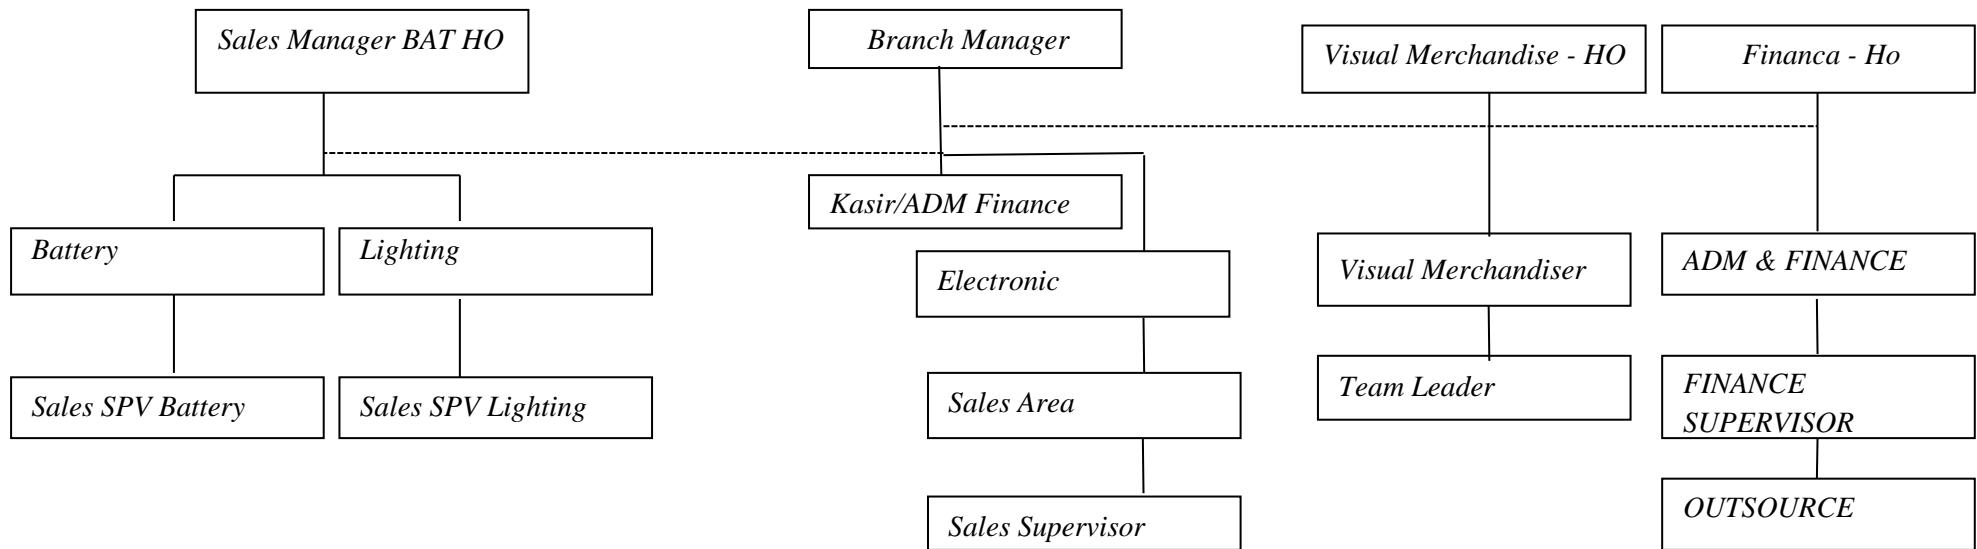 Sales Manager BAT HO
Branch Manager
Visual Merchandise - HO
Financa - Ho
Kasir/ADM Finance
Battery
Lighting
Electronic
Visual Merchandiser
ADM & FINANCE
Sales SPV Battery
Sales SPV Lighting
Sales Area
Team Leader
FINANCE
SUPERVISOR
Sales Supervisor
OUTSOURCE